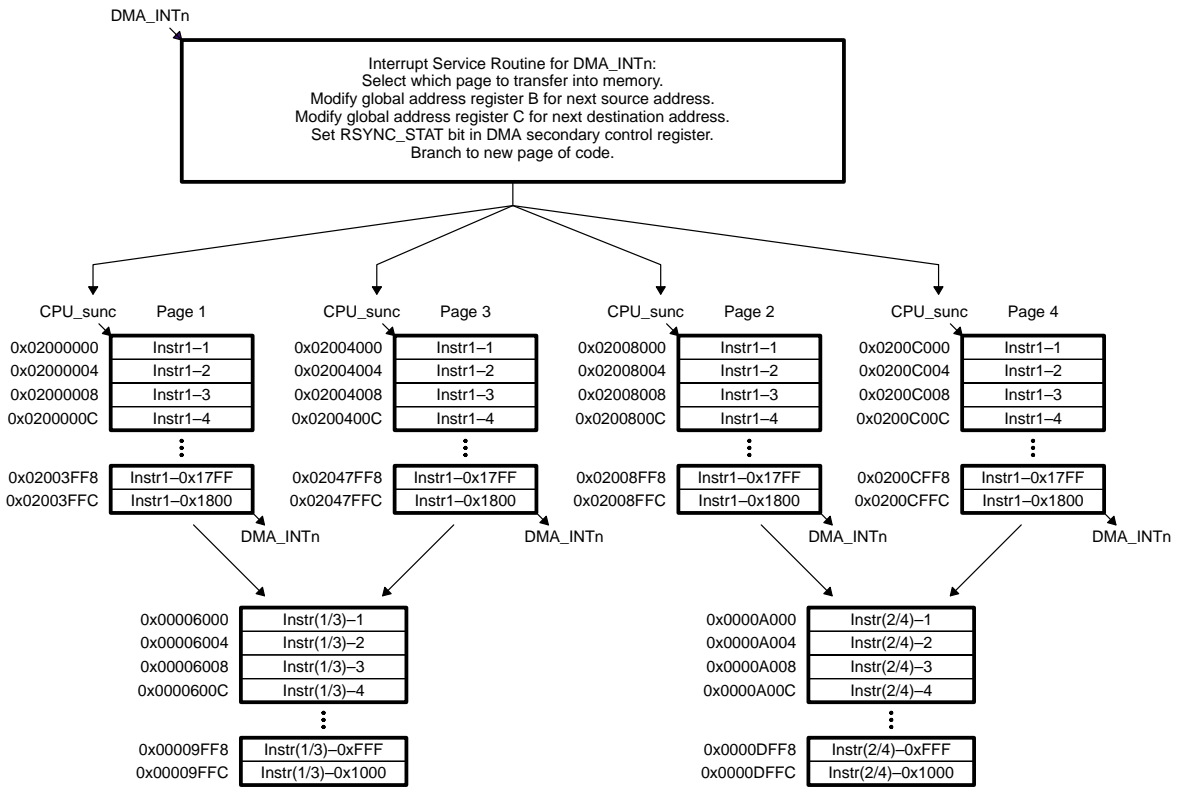 DMA_INTn
Interrupt Service Routine for DMA_INTn:
Select which page to transfer into memory.
Modify global address register B for next source address.
Modify global address register C for next destination address.
Set RSYNC_STAT bit in DMA secondary control register.
Branch to new page of code.
CPU_sunc Page 1 CPU_sunc Page 3 CPU_sunc Page 2 CPU_sunc Page 4
0x02000000 Instr1–1 0x02004000 Instr1–1 0x02008000 Instr1–1 0x0200C000 Instr1–1
0x02000004 Instr1–2 0x02004004 Instr1–2 0x02008004 Instr1–2 0x0200C004 Instr1–2
0x02000008 Instr1–3 0x02004008 Instr1–3 0x02008008 Instr1–3 0x0200C008 Instr1–3
0x0200000C Instr1–4 0x0200400C Instr1–4 0x0200800C Instr1–4 0x0200C00C Instr1–4
0x02003FF8 Instr1–0x17FF 0x02047FF8 Instr1–0x17FF 0x02008FF8 Instr1–0x17FF 0x0200CFF8 Instr1–0x17FF
0x02003FFC Instr1–0x1800 0x02047FFC Instr1–0x1800 0x02008FFC Instr1–0x1800 0x0200CFFC Instr1–0x1800
DMA_INTn DMA_INTn DMA_INTn DMA_INTn
0x00006000 Instr(1/3)–1 0x0000A000 Instr(2/4)–1
0x00006004 Instr(1/3)–2 0x0000A004 Instr(2/4)–2
0x00006008 Instr(1/3)–3 0x0000A008 Instr(2/4)–3
0x0000600C Instr(1/3)–4 0x0000A00C Instr(2/4)–4
0x00009FF8 Instr(1/3)–0xFFF 0x0000DFF8 Instr(2/4)–0xFFF
0x00009FFC Instr(1/3)–0x1000 0x0000DFFC Instr(2/4)–0x1000